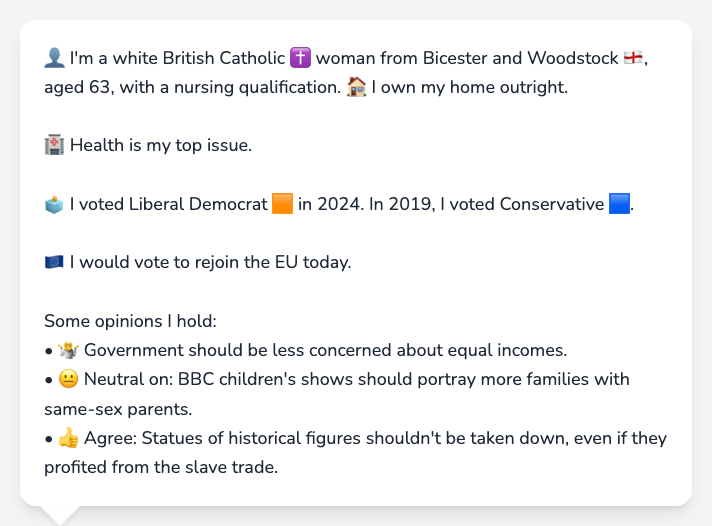 👤 I'm a white British Catholic ✝️ woman from Bicester and Woodstock 🏴󠁧󠁢󠁥󠁮󠁧󠁿,
aged 63, with a nursing qualification. 🏠 I own my home outright.
🏥 Health is my top issue.
🗳️ I voted Liberal Democrat 🟧 in 2024. In 2019, I voted Conservative 🟦.
🇪🇺 I would vote to rejoin the EU today.
Some opinions I hold:
• 🤷 Government should be less concerned about equal incomes.
• 😐 Neutral on: BBC children's shows should portray more families with
same-sex parents.
• 👍 Agree: Statues of historical figures shouldn't be taken down, even if they
profited from the slave trade.